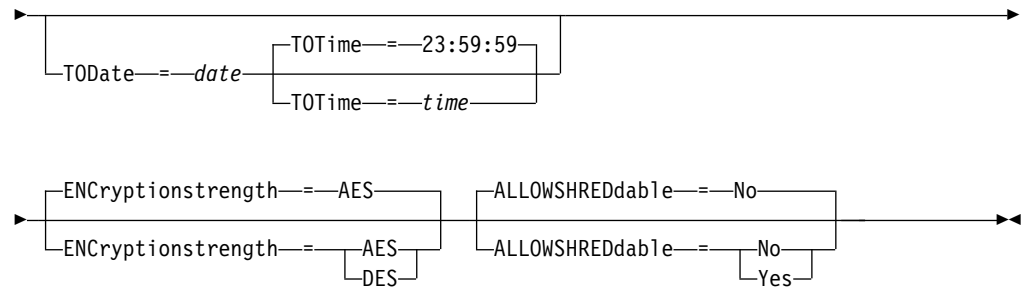 TOTime = 23:59:59
TODate = date
TOTime = time
ENCryptionstrength = AES ALLOWSHREDdable = No
ENCryptionstrength = AES ALLOWSHREDdable = No
DES Yes